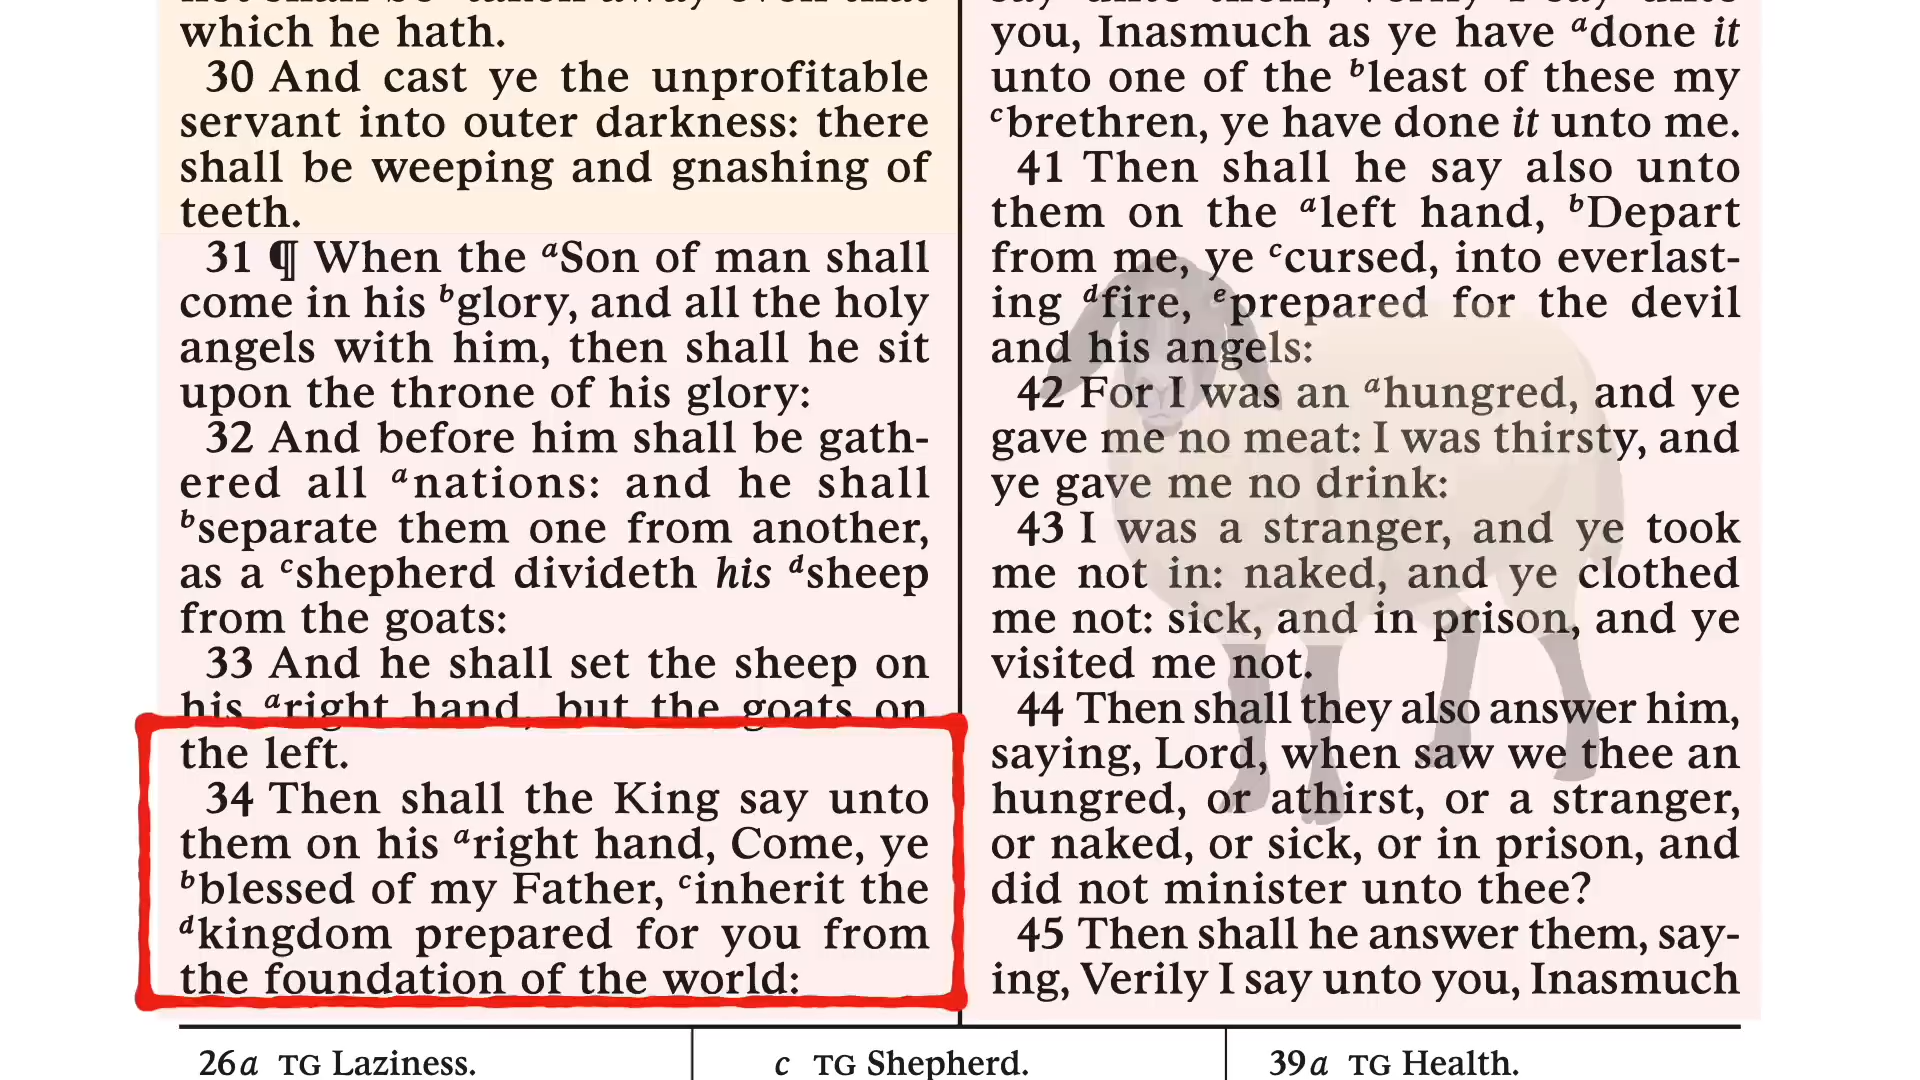 which he hath.
30 And cast ye the unprofitable
servant into outer darkness: there
shall be weeping and gnashing of
teeth.
31 ¶ When the aSon of man shall
come in his bglory, and all the holy
angels with him, then shall he sit
upon the throne of his glory:
32 And before him shall be gath-
ered all anations: and he shall
bseparate them one from another,
as a cshepherd divideth his dsheep
from the goats:
33 And he shall set the sheep on
his aright hand, but the goats on
the left.
34 Then shall the King say unto
them on his aright hand, Come, ye
bblessed of my Father, cinherit the
dkingdom prepared for you from
the foundation of the world:
you, Inasmuch as ye have adone it
unto one of the bleast of these my
cbrethren, ye have done it unto me.
41 Then shall he say also unto
them on the aleft hand, bDepart
from me, ye ccursed, into everlast-
ing dfire, eprepared for the devil
and his angels:
42 For I was an ahungred, and ye
gave me no meat: I was thirsty, and
ye gave me no drink:
43 I was a stranger, and ye took
me not in: naked, and ye clothed
me not: sick, and in prison, and ye
visited me not.
44 Then shall they also answer him,
saying, Lord, when saw we thee an
hungred, or athirst, or a stranger,
or naked, or sick, or in prison, and
did not minister unto thee?
45 Then shall he answer them, say-
ing, Verily I say unto you, Inasmuch
26a TG Laziness.
c TG Shepherd.
39a TG Health.